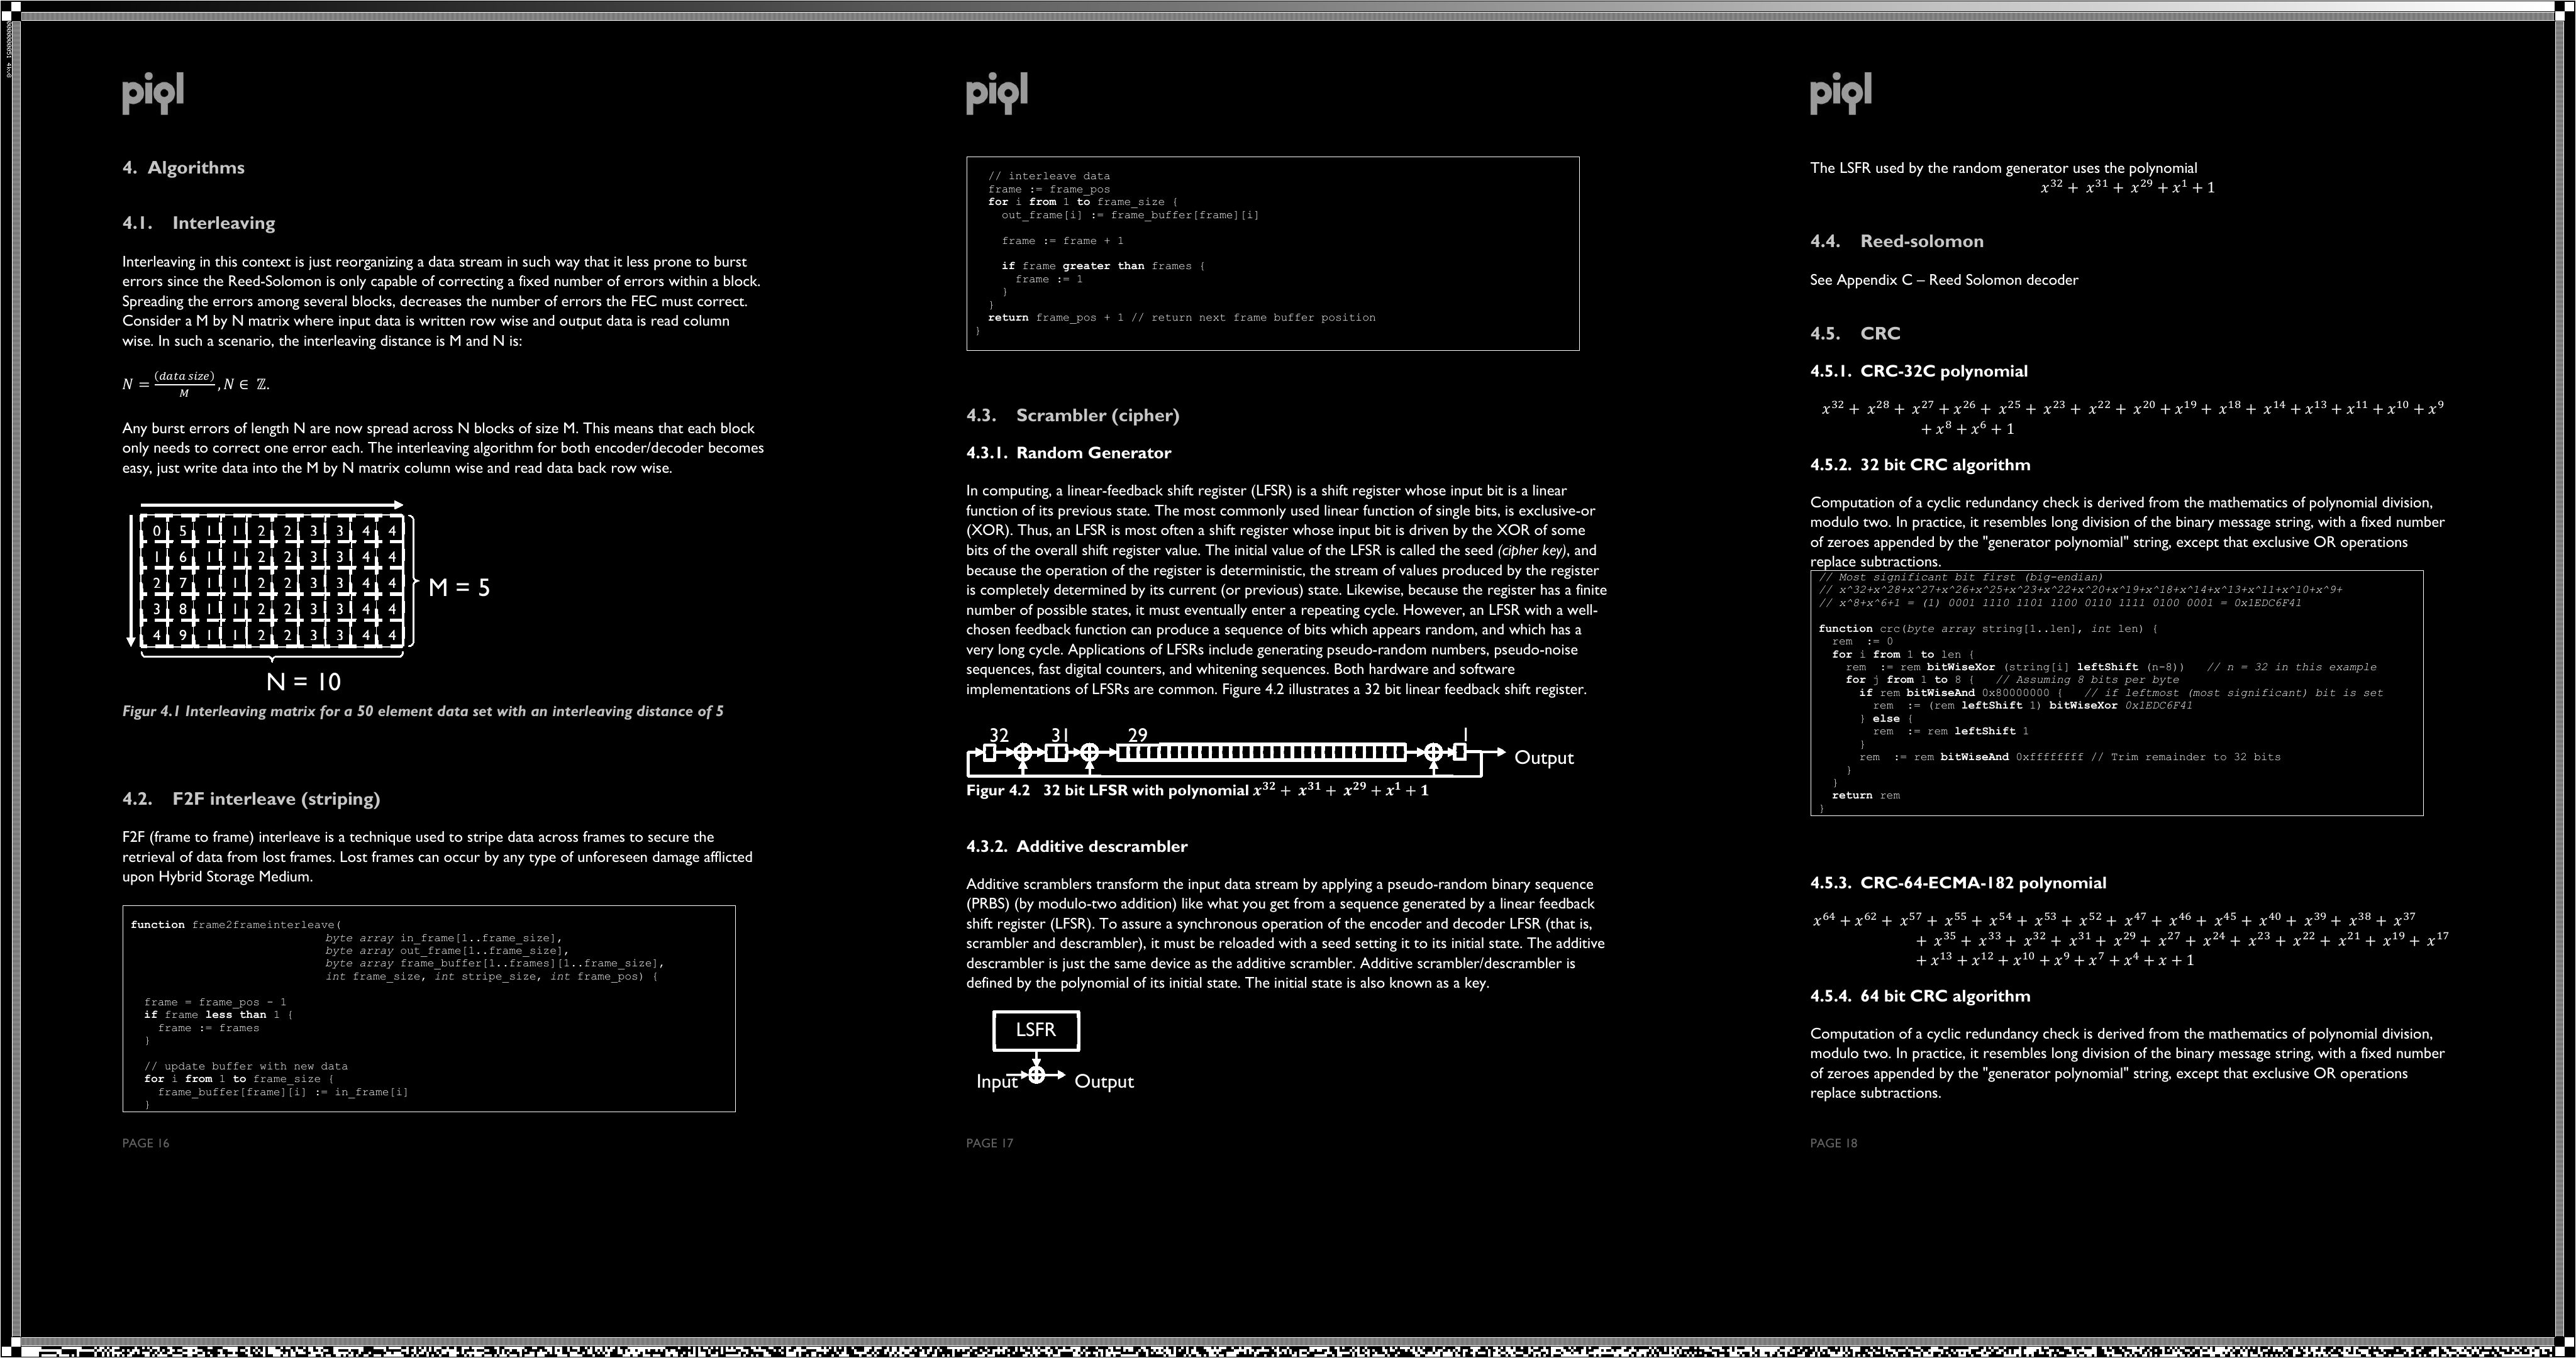 piql
4. Algorithms
4.1. Interleaving
Interleaving in this context is just reorganizing a data stream in such way that it less prone to burst
errors since the Reed-Solomon is only capable of correcting a fixed number of errors within a block.
Spreading the errors among several blocks, decreases the number of errors the FEC must correct.
Consider a M by N matrix where input data is written row wise and output data is read column
wise. In such a scenario, the interleaving distance is M and N is:
N = (data size)/M , N ∈ ℤ.
Any burst errors of length N are now spread across N blocks of size M. This means that each block
only needs to correct one error each. The interleaving algorithm for both encoder/decoder becomes
easy, just write data into the M by N matrix column wise and read data back row wise.
0 5 1 1 2 2 3 3 4 4
1 6 1 1 2 2 3 3 4 4
2 7 1 1 2 2 3 3 4 4
3 8 1 1 2 2 3 3 4 4
4 9 1 1 2 2 3 3 4 4
M = 5
N = 10
Figur 4.1 Interleaving matrix for a 50 element data set with an interleaving distance of 5
4.2. F2F interleave (striping)
F2F (frame to frame) interleave is a technique used to stripe data across frames to secure the
retrieval of data from lost frames. Lost frames can occur by any type of unforeseen damage afflicted
upon Hybrid Storage Medium.
function frame2frameinterleave(
byte array in_frame[1..frame_size],
byte array out_frame[1..frame_size],
byte array frame_buffer[1..frames][1..frame_size],
int frame_size, int stripe_size, int frame_pos) {
frame = frame_pos - 1
if frame less than 1 {
frame := frames
}
// update buffer with new data
for i from 1 to frame_size {
frame_buffer[frame][i] := in_frame[i]
}
PAGE 16
piql
// interleave data
frame := frame_pos
for i from 1 to frame_size {
out_frame[i] := frame_buffer[frame][i]
frame := frame + 1
if frame greater than frames {
frame := 1
}
}
return frame_pos + 1 // return next frame buffer position
}
4.3. Scrambler (cipher)
4.3.1. Random Generator
In computing, a linear-feedback shift register (LFSR) is a shift register whose input bit is a linear
function of its previous state. The most commonly used linear function of single bits, is exclusive-or
(XOR). Thus, an LFSR is most often a shift register whose input bit is driven by the XOR of some
bits of the overall shift register value. The initial value of the LFSR is called the seed (cipher key), and
because the operation of the register is deterministic, the stream of values produced by the register
is completely determined by its current (or previous) state. Likewise, because the register has a finite
number of possible states, it must eventually enter a repeating cycle. However, an LFSR with a well-
chosen feedback function can produce a sequence of bits which appears random, and which has a
very long cycle. Applications of LFSRs include generating pseudo-random numbers, pseudo-noise
sequences, fast digital counters, and whitening sequences. Both hardware and software
implementations of LFSRs are common. Figure 4.2 illustrates a 32 bit linear feedback shift register.
32 31 29 1
Output
Figur 4.2 32 bit LFSR with polynomial x^32 + x^31 + x^29 + x^1 + 1
4.3.2. Additive descrambler
Additive scramblers transform the input data stream by applying a pseudo-random binary sequence
(PRBS) (by modulo-two addition) like what you get from a sequence generated by a linear feedback
shift register (LFSR). To assure a synchronous operation of the encoder and decoder LFSR (that is,
scrambler and descrambler), it must be reloaded with a seed setting it to its initial state. The additive
descrambler is just the same device as the additive scrambler. Additive scrambler/descrambler is
defined by the polynomial of its initial state. The initial state is also known as a key.
LSFR
Input Output
PAGE 17
piql
The LSFR used by the random generator uses the polynomial
x^32 + x^31 + x^29 + x^1 + 1
4.4. Reed-solomon
See Appendix C – Reed Solomon decoder
4.5. CRC
4.5.1. CRC-32C polynomial
x^32 + x^28 + x^27 + x^26 + x^25 + x^23 + x^22 + x^20 + x^19 + x^18 + x^14 + x^13 + x^11 + x^10 + x^9
+ x^8 + x^6 + 1
4.5.2. 32 bit CRC algorithm
Computation of a cyclic redundancy check is derived from the mathematics of polynomial division,
modulo two. In practice, it resembles long division of the binary message string, with a fixed number
of zeroes appended by the "generator polynomial" string, except that exclusive OR operations
replace subtractions.
// Most significant bit first (big-endian)
// x^32+x^28+x^27+x^26+x^25+x^23+x^22+x^20+x^19+x^18+x^14+x^13+x^11+x^10+x^9+
// x^8+x^6+1 = (1) 0001 1110 1101 1100 0110 1111 0100 0001 = 0x1EDC6F41
function crc(byte array string[1..len], int len) {
rem := 0
for i from 1 to len {
rem := rem bitWiseXor (string[i] leftShift (n-8)) // n = 32 in this example
for j from 1 to 8 { // Assuming 8 bits per byte
if rem bitWiseAnd 0x80000000 { // if leftmost (most significant) bit is set
rem := (rem leftShift 1) bitWiseXor 0x1EDC6F41
} else {
rem := rem leftShift 1
}
rem := rem bitWiseAnd 0xffffffff // Trim remainder to 32 bits
}
}
return rem
}
4.5.3. CRC-64-ECMA-182 polynomial
x^64 + x^62 + x^57 + x^55 + x^54 + x^53 + x^52 + x^47 + x^46 + x^45 + x^40 + x^39 + x^38 + x^37
+ x^35 + x^33 + x^32 + x^31 + x^29 + x^27 + x^24 + x^23 + x^22 + x^21 + x^19 + x^17
+ x^13 + x^12 + x^10 + x^9 + x^7 + x^4 + x + 1
4.5.4. 64 bit CRC algorithm
Computation of a cyclic redundancy check is derived from the mathematics of polynomial division,
modulo two. In practice, it resembles long division of the binary message string, with a fixed number
of zeroes appended by the "generator polynomial" string, except that exclusive OR operations
replace subtractions.
PAGE 18